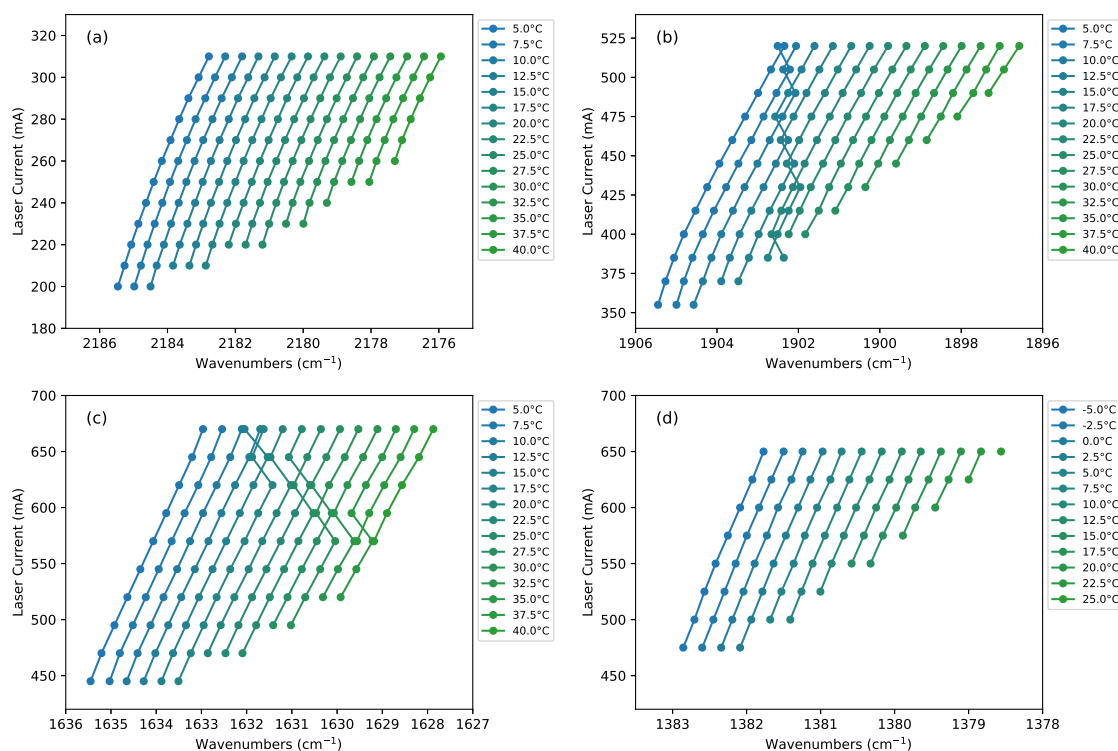 (a)
320
300
280
260
240
220
200
180
Laser Current (mA)
2186 2184 2182 2180 2178 2176
Wavenumbers (cm⁻¹)
5.0°C
7.5°C
10.0°C
12.5°C
15.0°C
17.5°C
20.0°C
22.5°C
25.0°C
27.5°C
30.0°C
32.5°C
35.0°C
37.5°C
40.0°C
(b)
525
500
475
450
425
400
375
350
Laser Current (mA)
1906 1904 1902 1900 1898 1896
Wavenumbers (cm⁻¹)
5.0°C
7.5°C
10.0°C
12.5°C
15.0°C
17.5°C
20.0°C
22.5°C
25.0°C
27.5°C
30.0°C
32.5°C
35.0°C
37.5°C
40.0°C
(c)
700
650
600
550
500
450
Laser Current (mA)
1636 1635 1634 1633 1632 1631 1630 1629 1628 1627
Wavenumbers (cm⁻¹)
5.0°C
7.5°C
10.0°C
12.5°C
15.0°C
17.5°C
20.0°C
22.5°C
25.0°C
27.5°C
30.0°C
32.5°C
35.0°C
37.5°C
40.0°C
(d)
700
650
600
550
500
450
Laser Current (mA)
1383 1382 1381 1380 1379 1378
Wavenumbers (cm⁻¹)
-5.0°C
-2.5°C
0.0°C
2.5°C
5.0°C
7.5°C
10.0°C
12.5°C
15.0°C
17.5°C
20.0°C
22.5°C
25.0°C